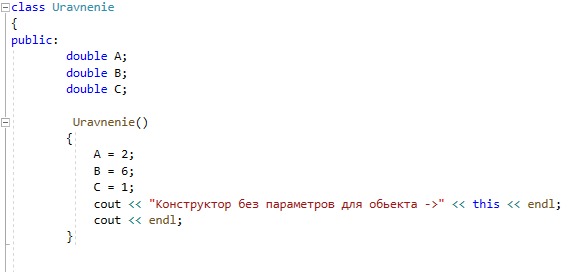 class Uravnenie
{
public:
double A;
double B;
double C;
Uravnenie()
{
A = 2;
B = 6;
C = 1;
cout << "Конструктор без параметров для обьекта ->" << this << endl;
cout << endl;
}